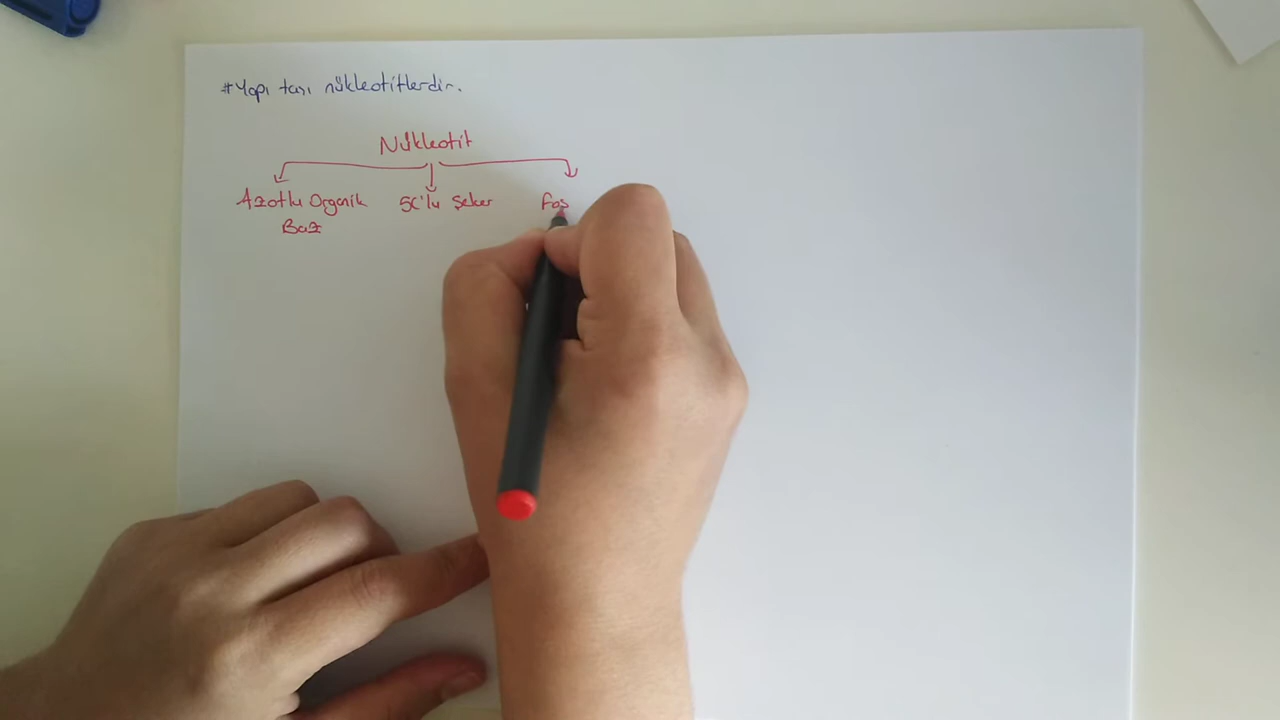 #Yapı taşı nükleotitlerdir.
Nükleotit
Azotlu Organik 5C'lu Şeker Fos
Baz